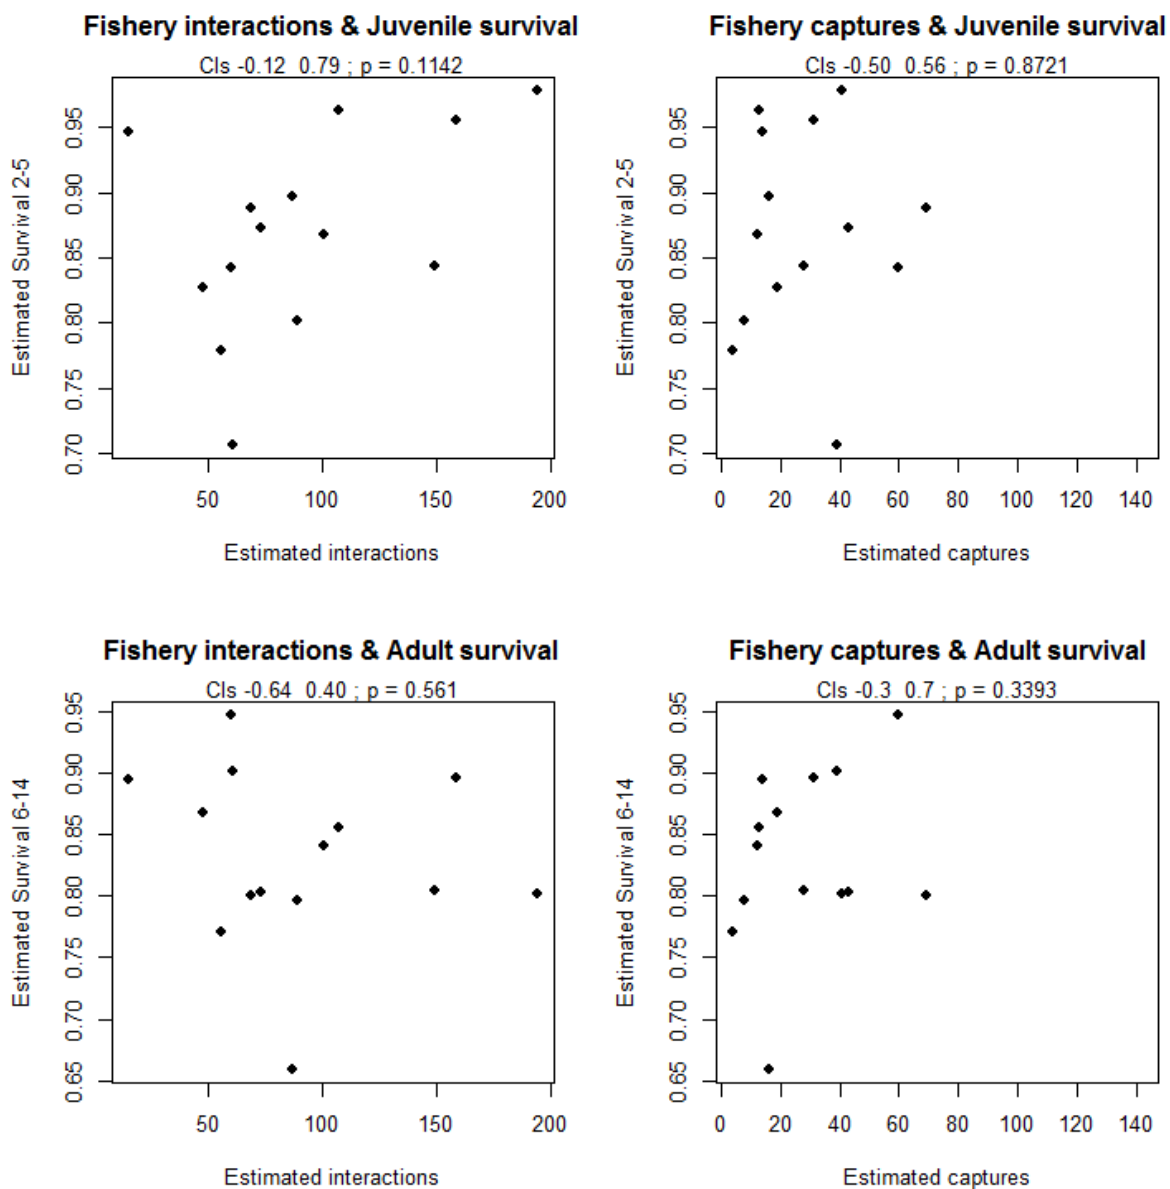 Fishery interactions & Juvenile survival
CIs -0.12 0.79 ; p = 0.1142
Estimated Survival 2-5
0.95
0.90
0.85
0.80
0.75
0.70
50 100 150 200
Estimated interactions
Fishery captures & Juvenile survival
CIs -0.50 0.56 ; p = 0.8721
Estimated Survival 2-5
0.95
0.90
0.85
0.80
0.75
0.70
0 20 40 60 80 100 120 140
Estimated captures
Fishery interactions & Adult survival
CIs -0.64 0.40 ; p = 0.561
Estimated Survival 6-14
0.95
0.90
0.85
0.80
0.75
0.70
0.65
50 100 150 200
Estimated interactions
Fishery captures & Adult survival
CIs -0.3 0.7 ; p = 0.3393
Estimated Survival 6-14
0.95
0.90
0.85
0.80
0.75
0.70
0.65
0 20 40 60 80 100 120 140
Estimated captures